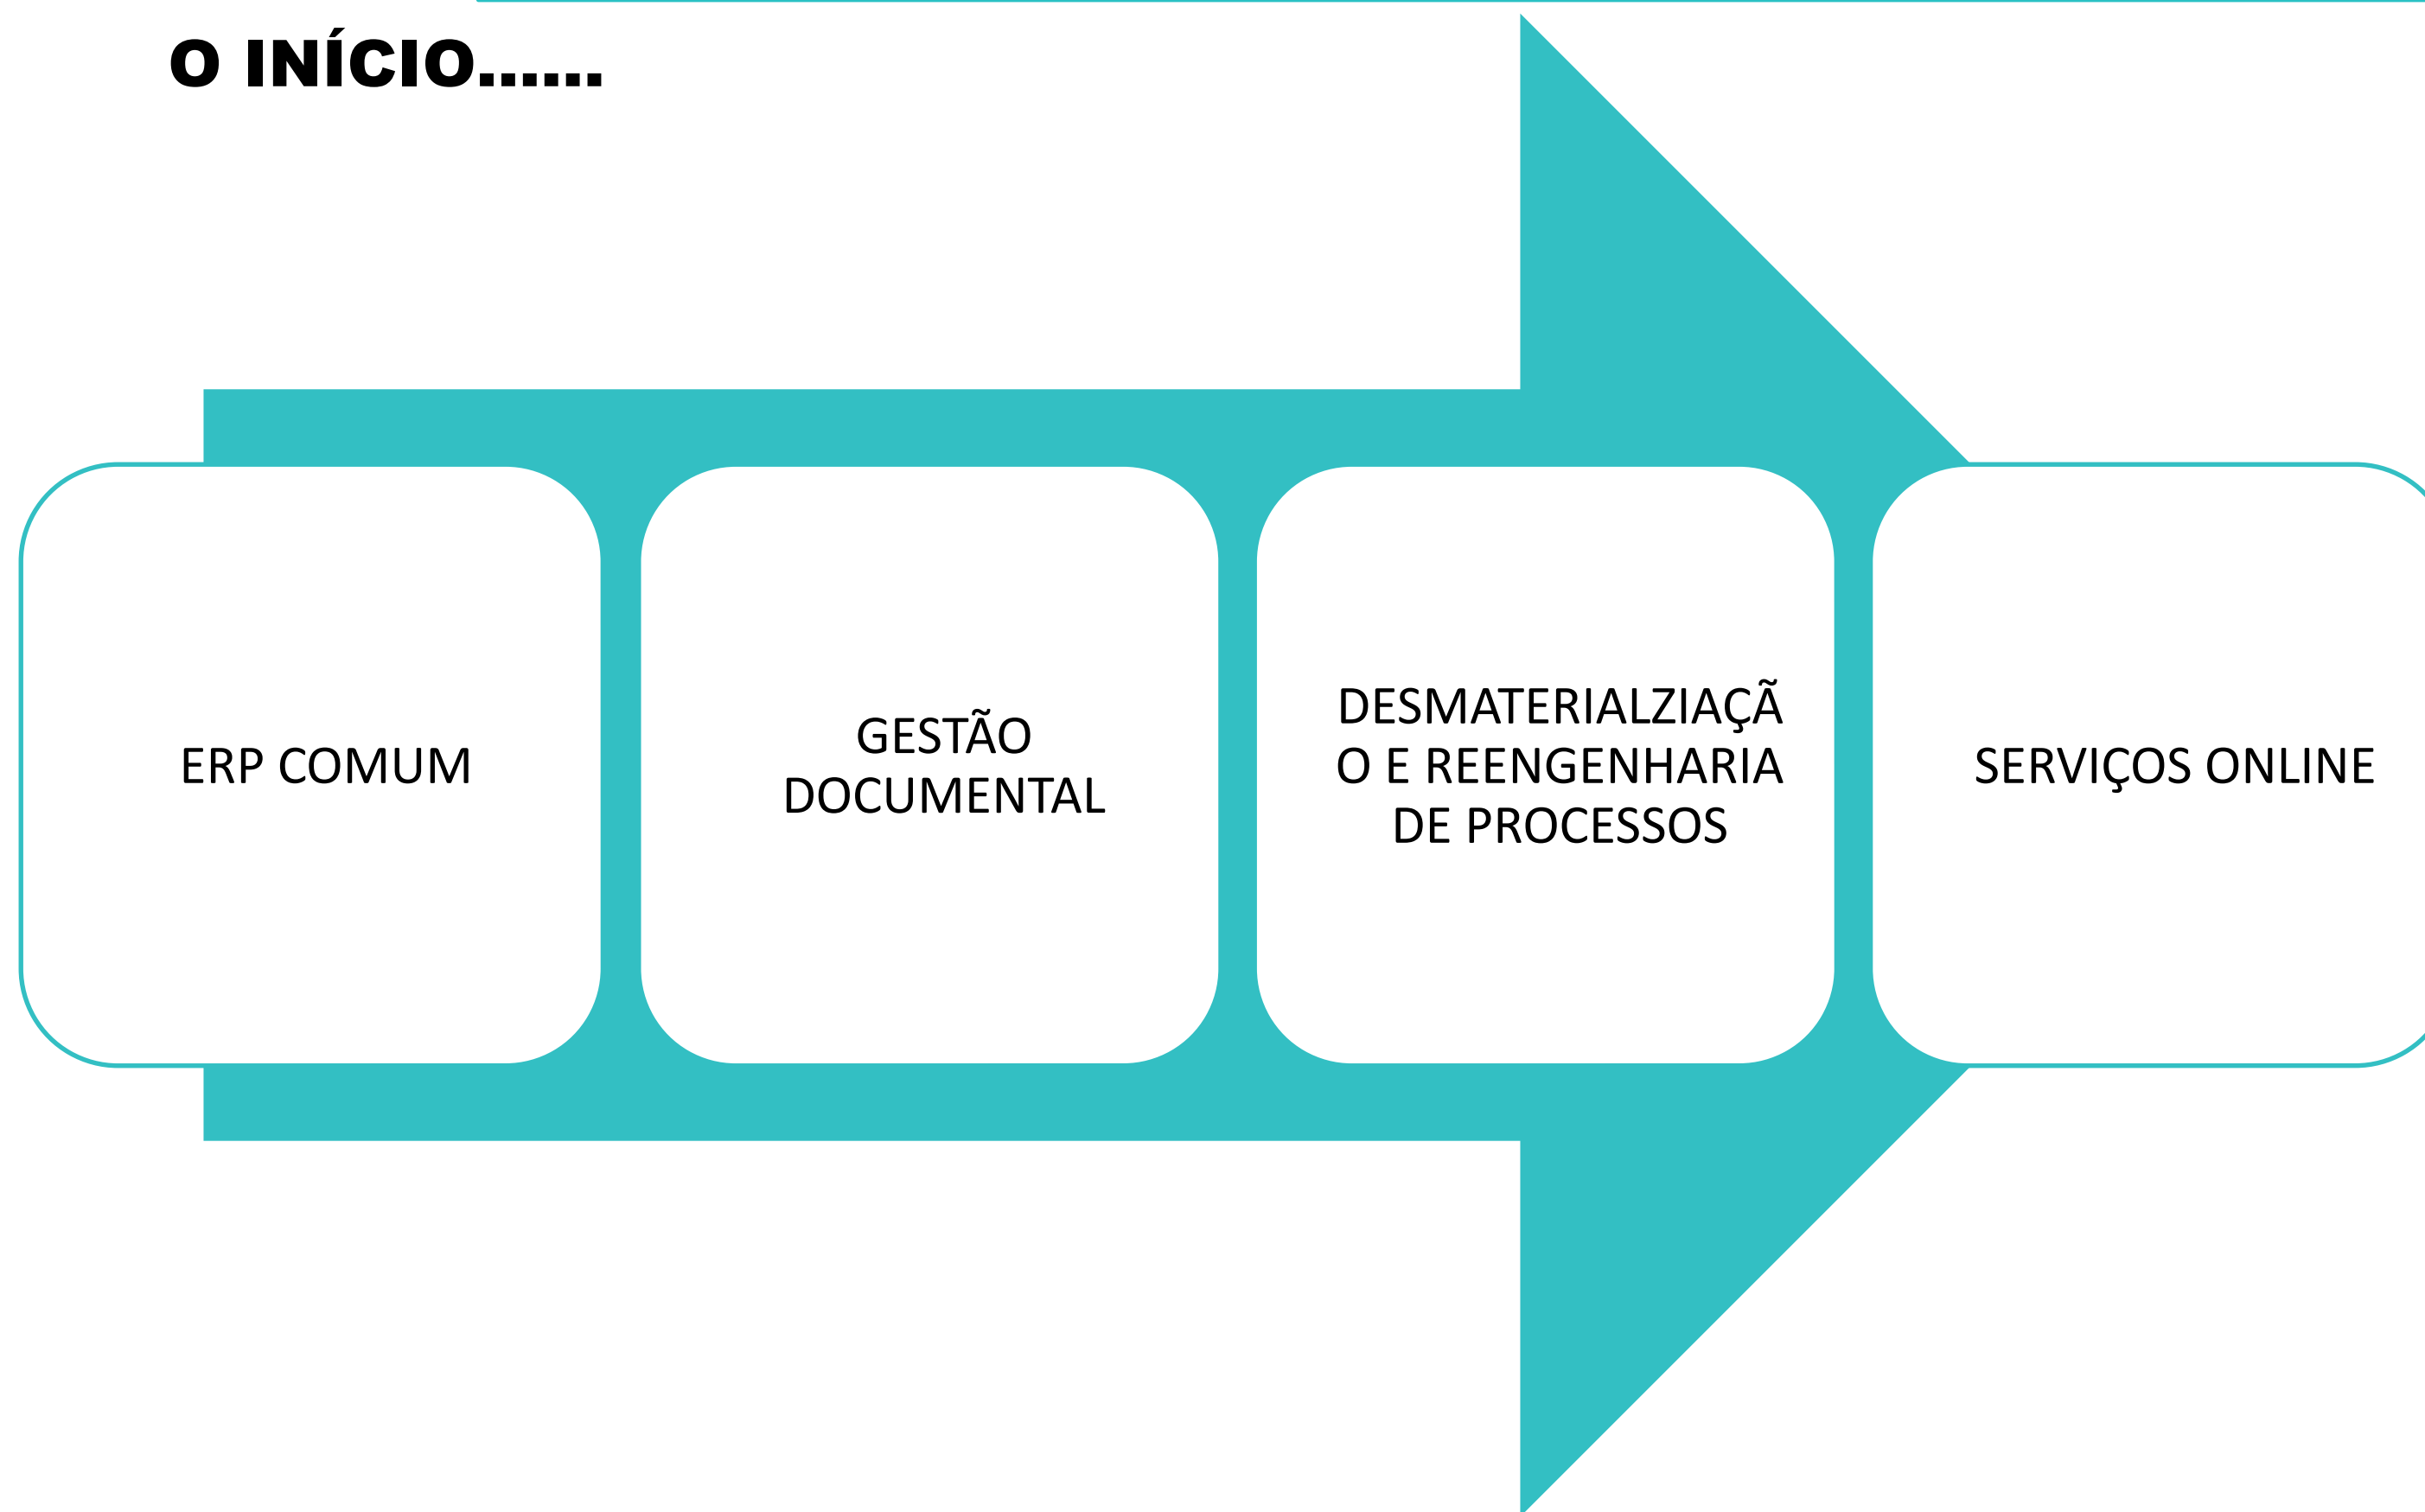 O INÍCIO......
ERP COMUM
GESTÃO
DOCUMENTAL
DESMATERIALZIAÇÃ
O E REENGENHARIA
DE PROCESSOS
SERVIÇOS ONLINE